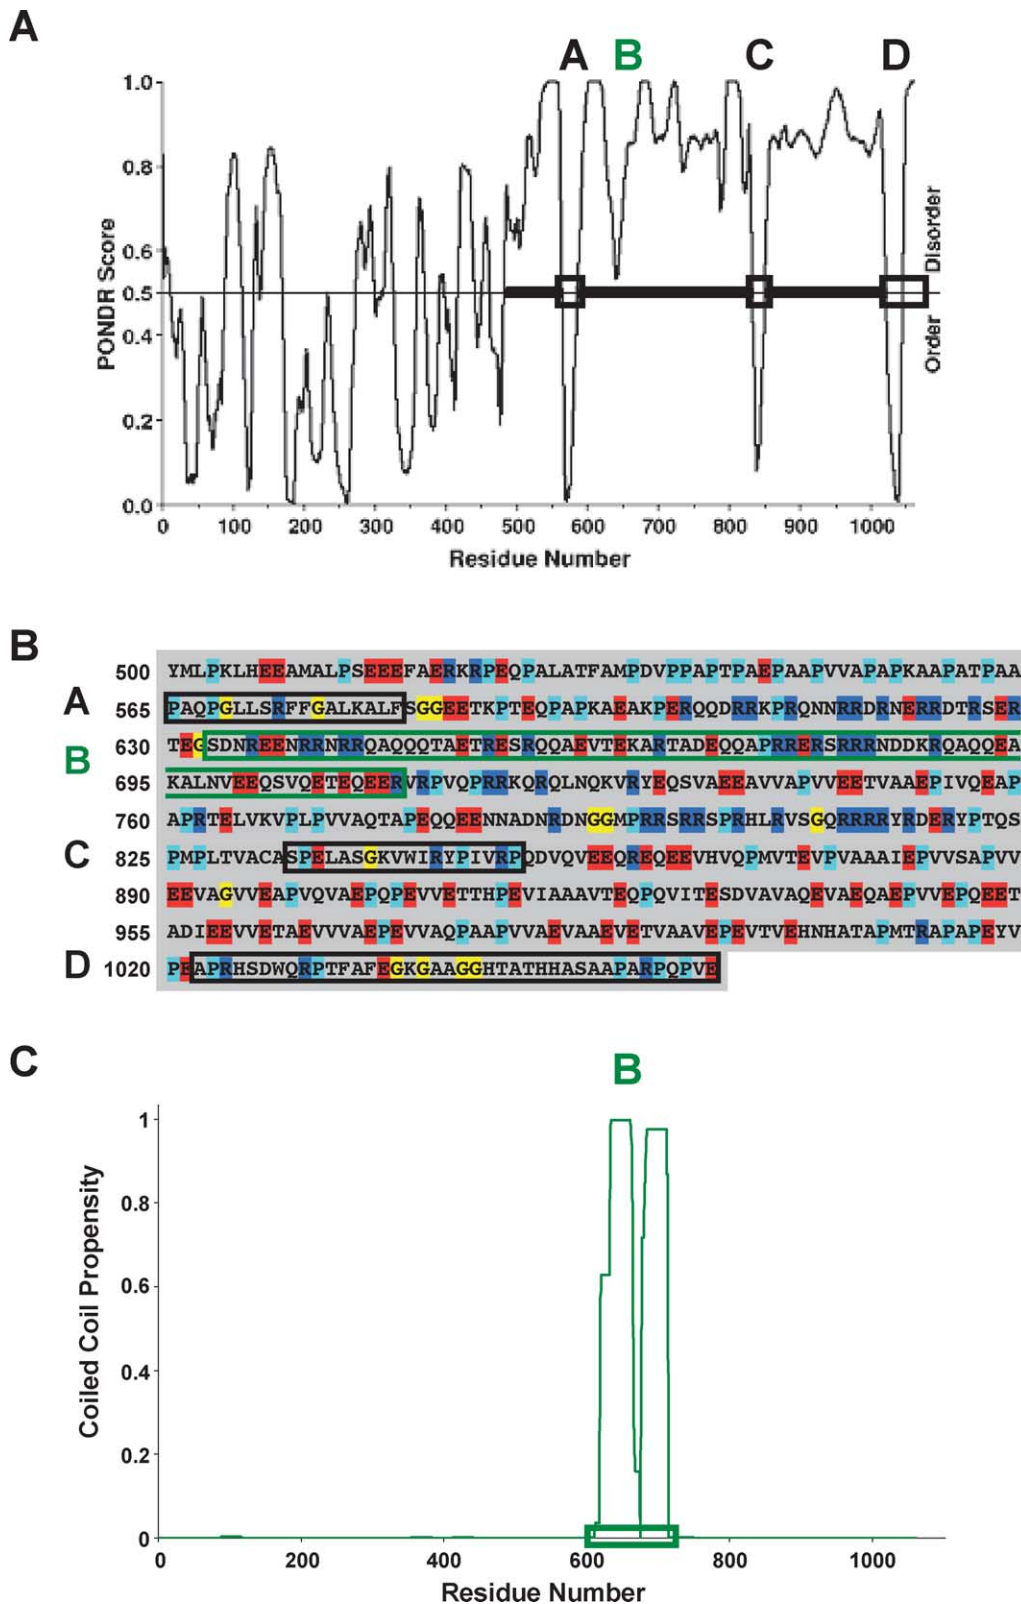 A
A B C D
1.0
0.8
0.6
0.5
0.4
0.2
0.0
PONDR Score
Disorder
Order
0 100 200 300 400 500 600 700 800 900 1000
Residue Number
B
500 YMLPKLHEEAMALPSEEEFAERKRPEQPALATFAMPDVPPAPTPAEPAAPVVAPAPKAAPATPAA
A 565 PAQPGLLSRFFGALKALFSGGEETKPTEQPAPKAEAKPERQQDRRKPRQNNRRDRNERRDTRSER
B 630 TEGSDNREENRRNRRQAQQQTAETRESRQQAEVTEKARTADEQQAPRRERSRRRNDDKRQAQQEA
695 KALNVEEQSVQETEQEERVRPVQPRRKQRQLNQKVRYEQSVAEEAVVAPVVEETVAAEPIVQEAP
760 APRTELVKVPLPVVAQTAPEQQEENNADNRDNGGMPRRSRRSPRHLRVSGQRRRRYRDERYPTQS
C 825 PMPLTVACASPELASGKVWIRYPIVRPQDVQVEEQREQEEVHVQPMVTEVPVAAAIEPVVSAPVV
890 EEVAGVVEAPVQVAEPQPEVVETTHPEVIAAAVTEQPQVITESDVAVAQEVAEQAEPVVEPQEET
955 ADIEEVVETAEVVVAEPEVVAQPAAPVVAEVAAEVETVAAVEPEVTVEHNHATAPMTRAPAPEYV
D 1020 PEAPRHSDWQRPTFAFEGKGAAGGHTATHHASAAPARPQPVE
C
B
1
0.8
0.6
0.4
0.2
0
Coiled Coil Propensity
0 200 400 600 800 1000
Residue Number